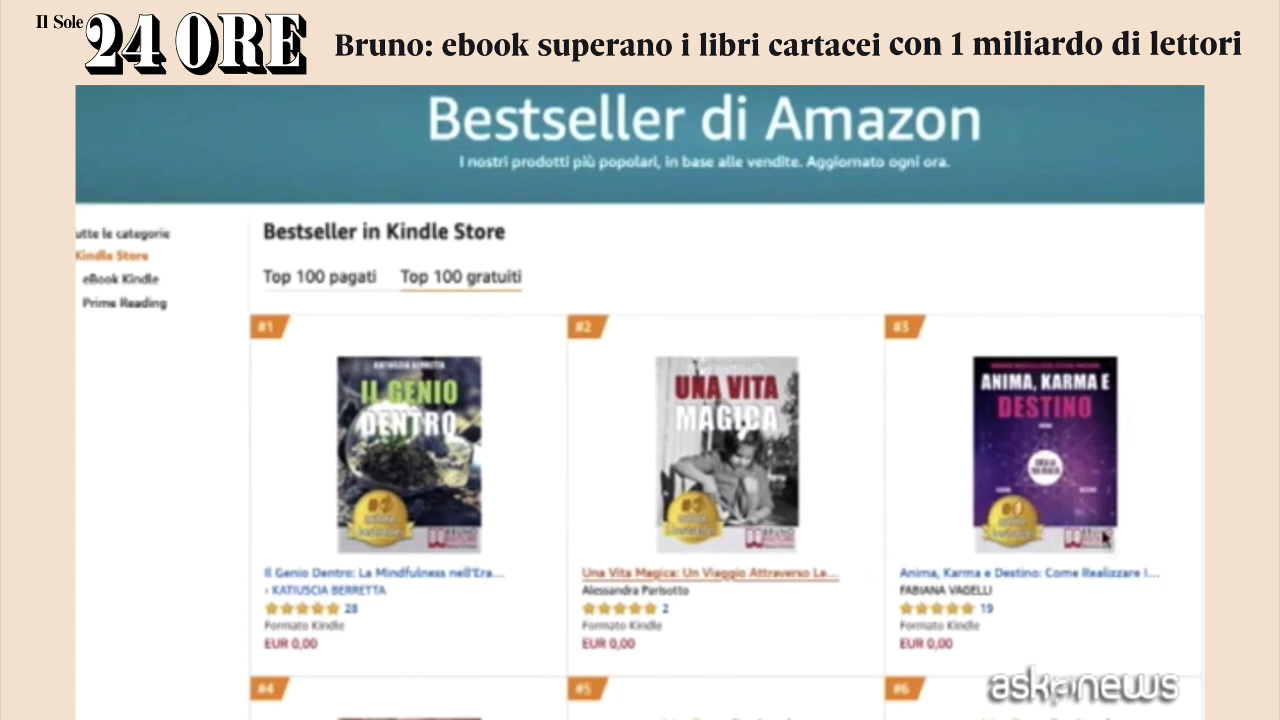 Il Sole
24 ORE
Bruno: ebook superano i libri cartacei con 1 miliardo di lettori
Bestseller di Amazon
I nostri prodotti più popolari, in base alle vendite. Aggiornato ogni ora.
utte le categorie
Kindle Store
eBook Kindle
Prime Reading
Bestseller in Kindle Store
Top 100 pagati Top 100 gratuiti
#1 #2 #3
KATIUSCIA BERRETTA
IL GENIO
DENTRO
UNA VITA
MAGICA
ANIMA, KARMA E
DESTINO
BRUNO
BRUNO
Il Genio Dentro: La Mindfulness nell'Era...
› KATIUSCIA BERRETTA
28
Formato Kindle
EUR 0,00
Una Vita Magica: Un Viaggio Attraverso Le...
Alessandra Parisotto
2
Formato Kindle
EUR 0,00
Anima, Karma e Destino: Come Realizzare I...
FABIANA VAGELLI
19
Formato Kindle
EUR 0,00
#4 #5 #6
askanews